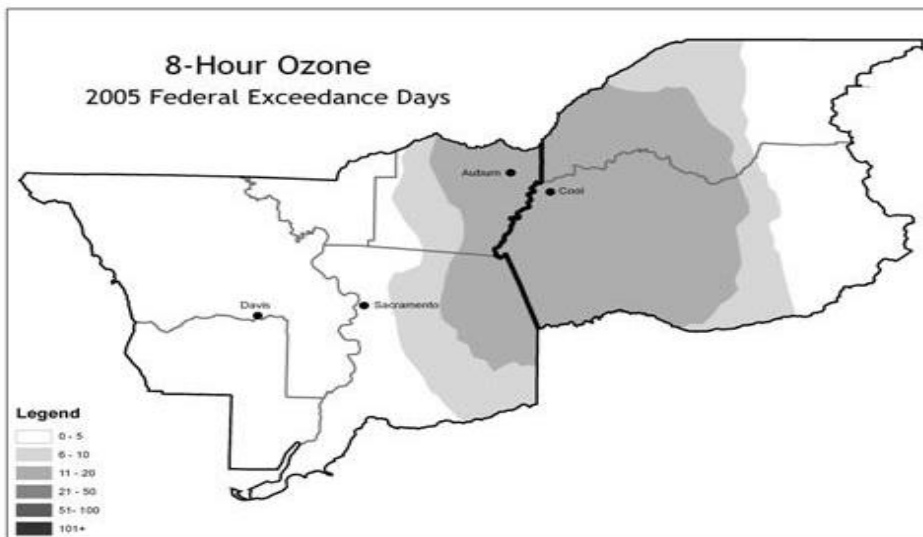 8-Hour Ozone
2005 Federal Exceedance Days
Auburn
Cool
Davis
Sacramento
Legend
0 - 5
6 - 10
11 - 20
21 - 50
51- 100
101+